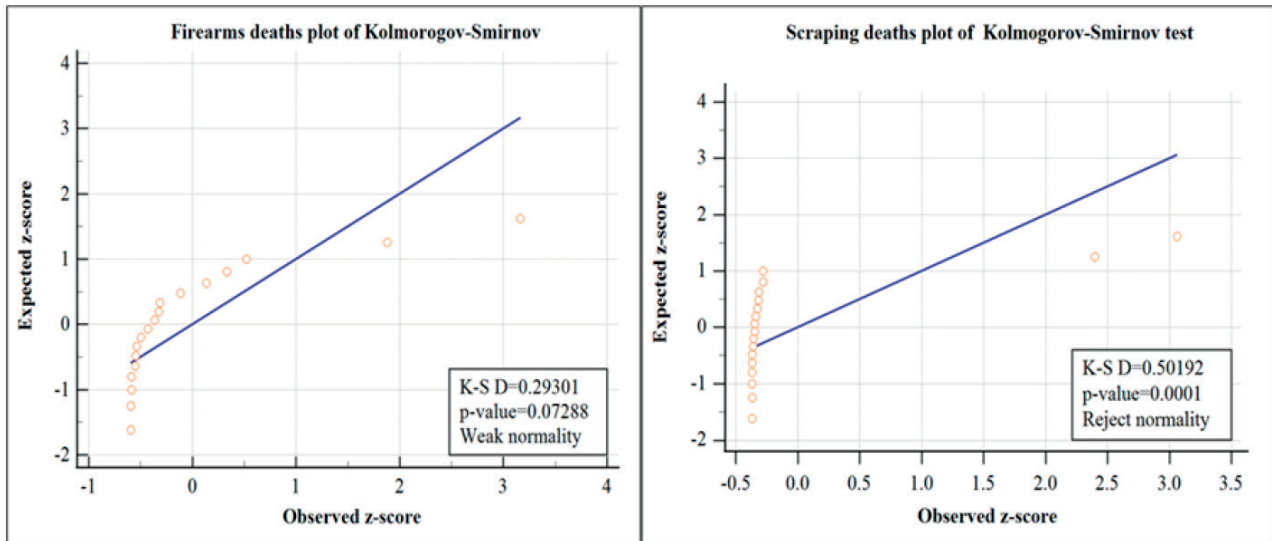 Firearms deaths plot of Kolmorogov-Smirnov
4
3
2
1
0
-1
-2
Expected z-score
-1
0
1
2
3
4
Observed z-score
K-S D=0.29301
p-value=0.07288
Weak normality
Scraping deaths plot of Kolmogorov-Smirnov test
4
3
2
1
0
-1
-2
Expected z-score
-0.5
0.0
0.5
1.0
1.5
2.0
2.5
3.0
3.5
Observed z-score
K-S D=0.50192
p-value=0.0001
Reject normality